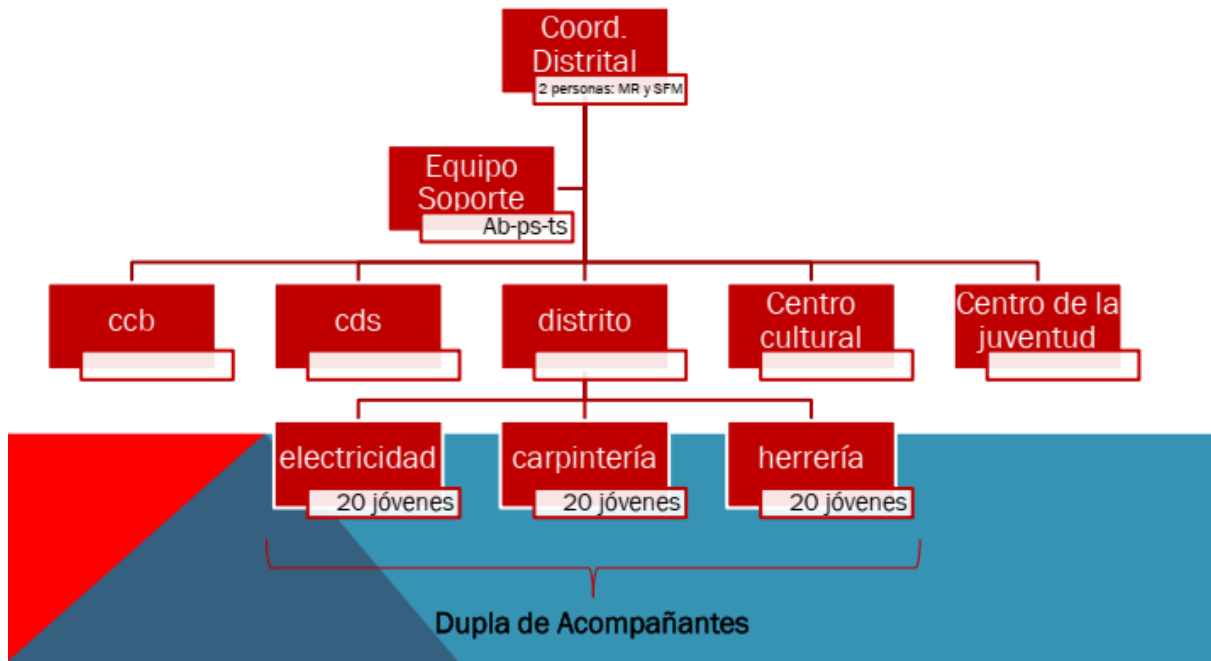 Coord.
Distrital
2 personas: MR y SFM
Equipo
Soporte
Ab-ps-ts
ccb
cds
distrito
Centro
cultural
Centro de la
juventud
electricidad
carpintería
herrería
20 jóvenes
20 jóvenes
20 jóvenes
Dupla de Acompañantes